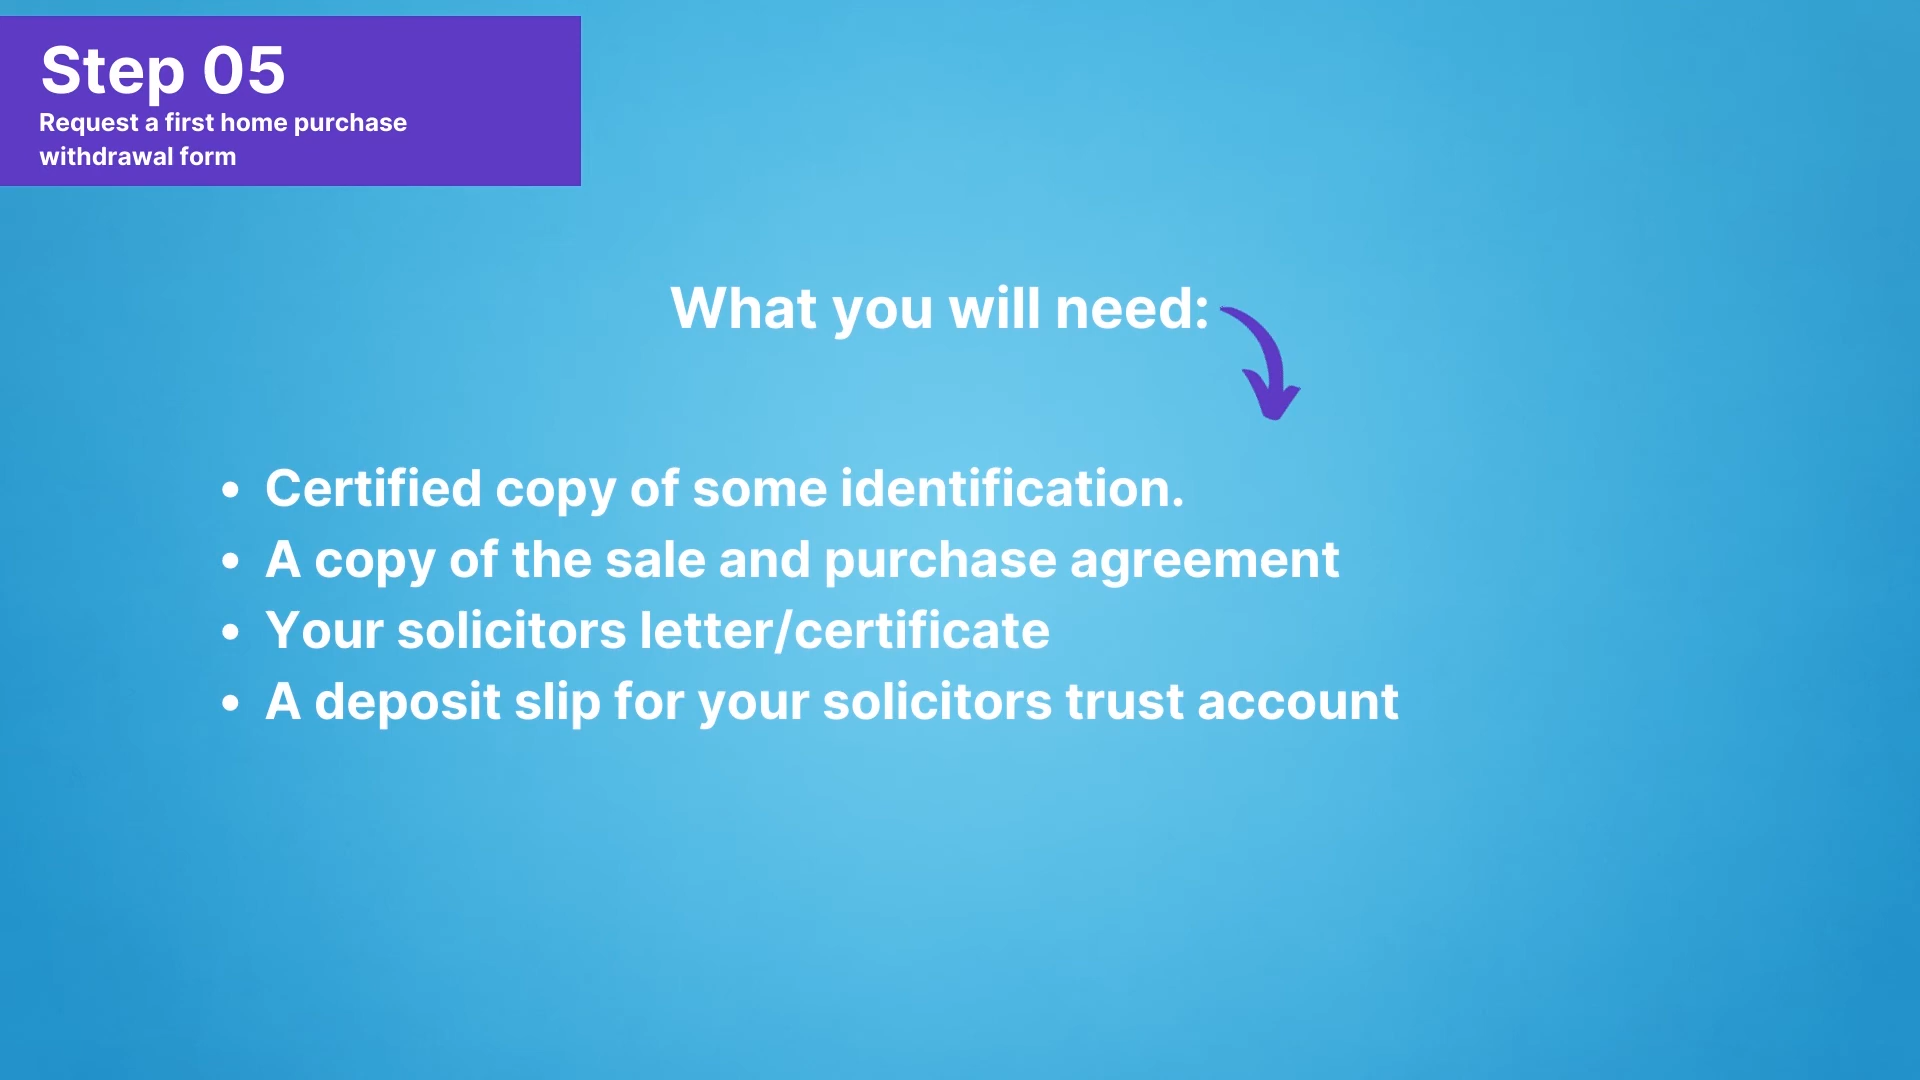 Step 05
Request a first home purchase
withdrawal form
What you will need:
• Certified copy of some identification.
• A copy of the sale and purchase agreement
• Your solicitors letter/certificate
• A deposit slip for your solicitors trust account